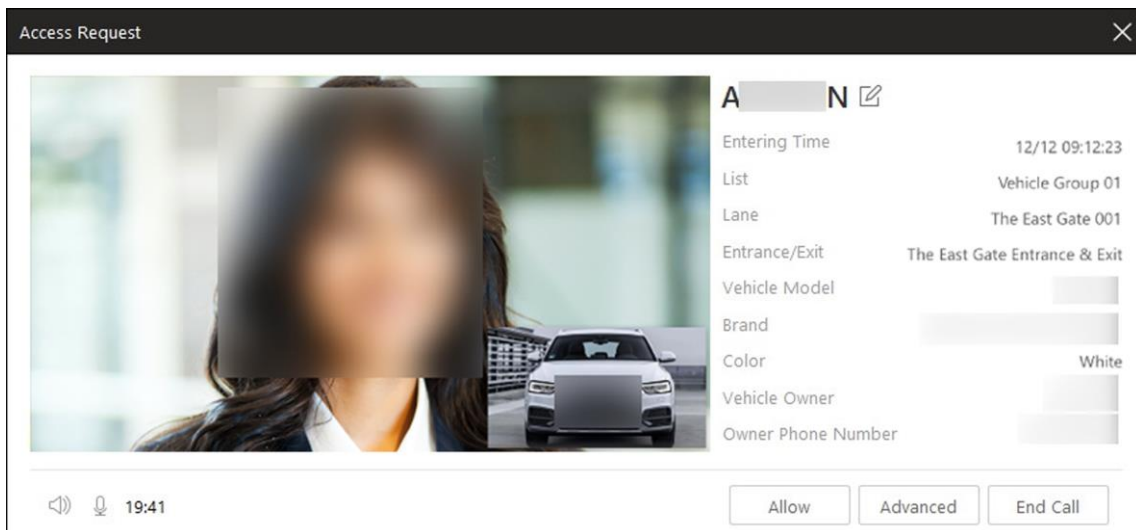 Access Request
A N
Entering Time 12/12 09:12:23
List Vehicle Group 01
Lane The East Gate 001
Entrance/Exit The East Gate Entrance & Exit
Vehicle Model
Brand
Color White
Vehicle Owner
Owner Phone Number
19:41 Allow Advanced End Call